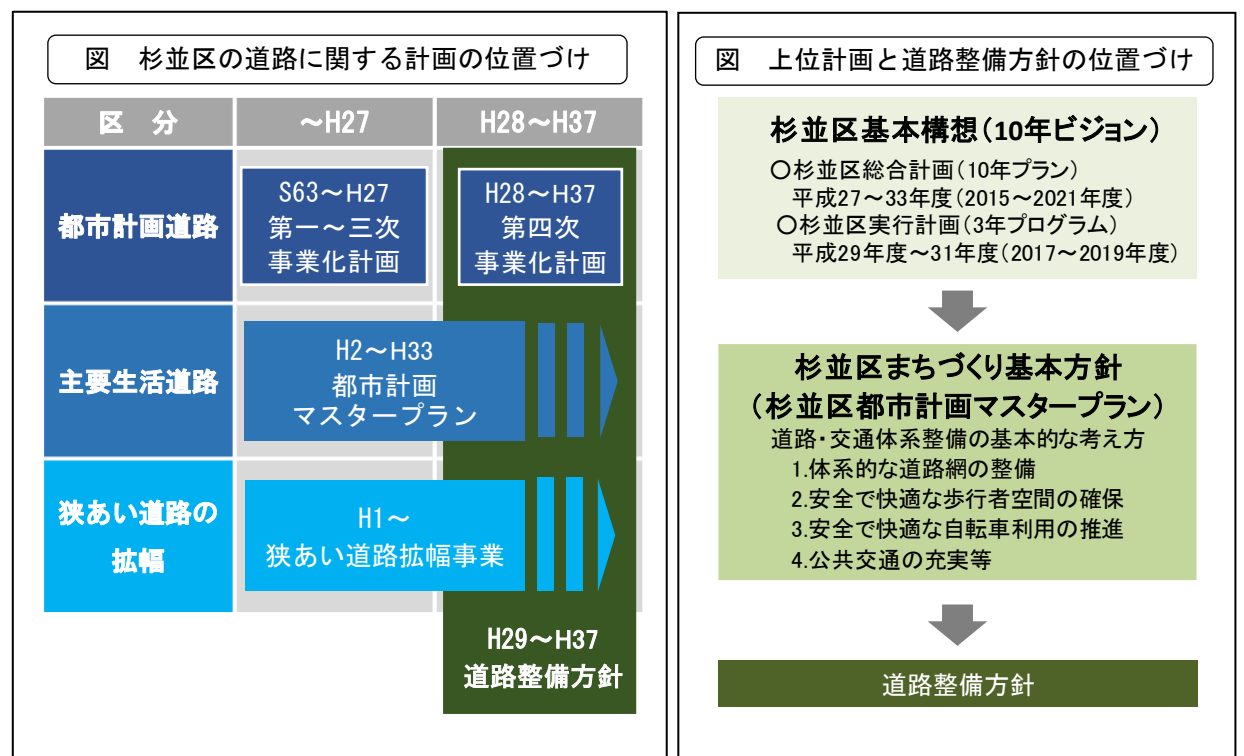 図 杉並区の道路に関する計画の位置づけ
区 分
～H27
H28～H37
都市計画道路
S63～H27
第一～三次
事業化計画
H28～H37
第四次
事業化計画
主要生活道路
H2～H33
都市計画
マスタープラン
狭あい道路の
拡幅
H1～
狭あい道路拡幅事業
H29～H37
道路整備方針
図 上位計画と道路整備方針の位置づけ
杉並区基本構想（10年ビジョン）
〇杉並区総合計画（10年プラン）
平成27～33年度（2015～2021年度）
〇杉並区実行計画（3年プログラム）
平成29年度～31年度（2017～2019年度）
杉並区まちづくり基本方針
（杉並区都市計画マスタープラン）
道路・交通体系整備の基本的な考え方
1.体系的な道路網の整備
2.安全で快適な歩行者空間の確保
3.安全で快適な自転車利用の推進
4.公共交通の充実等
道路整備方針